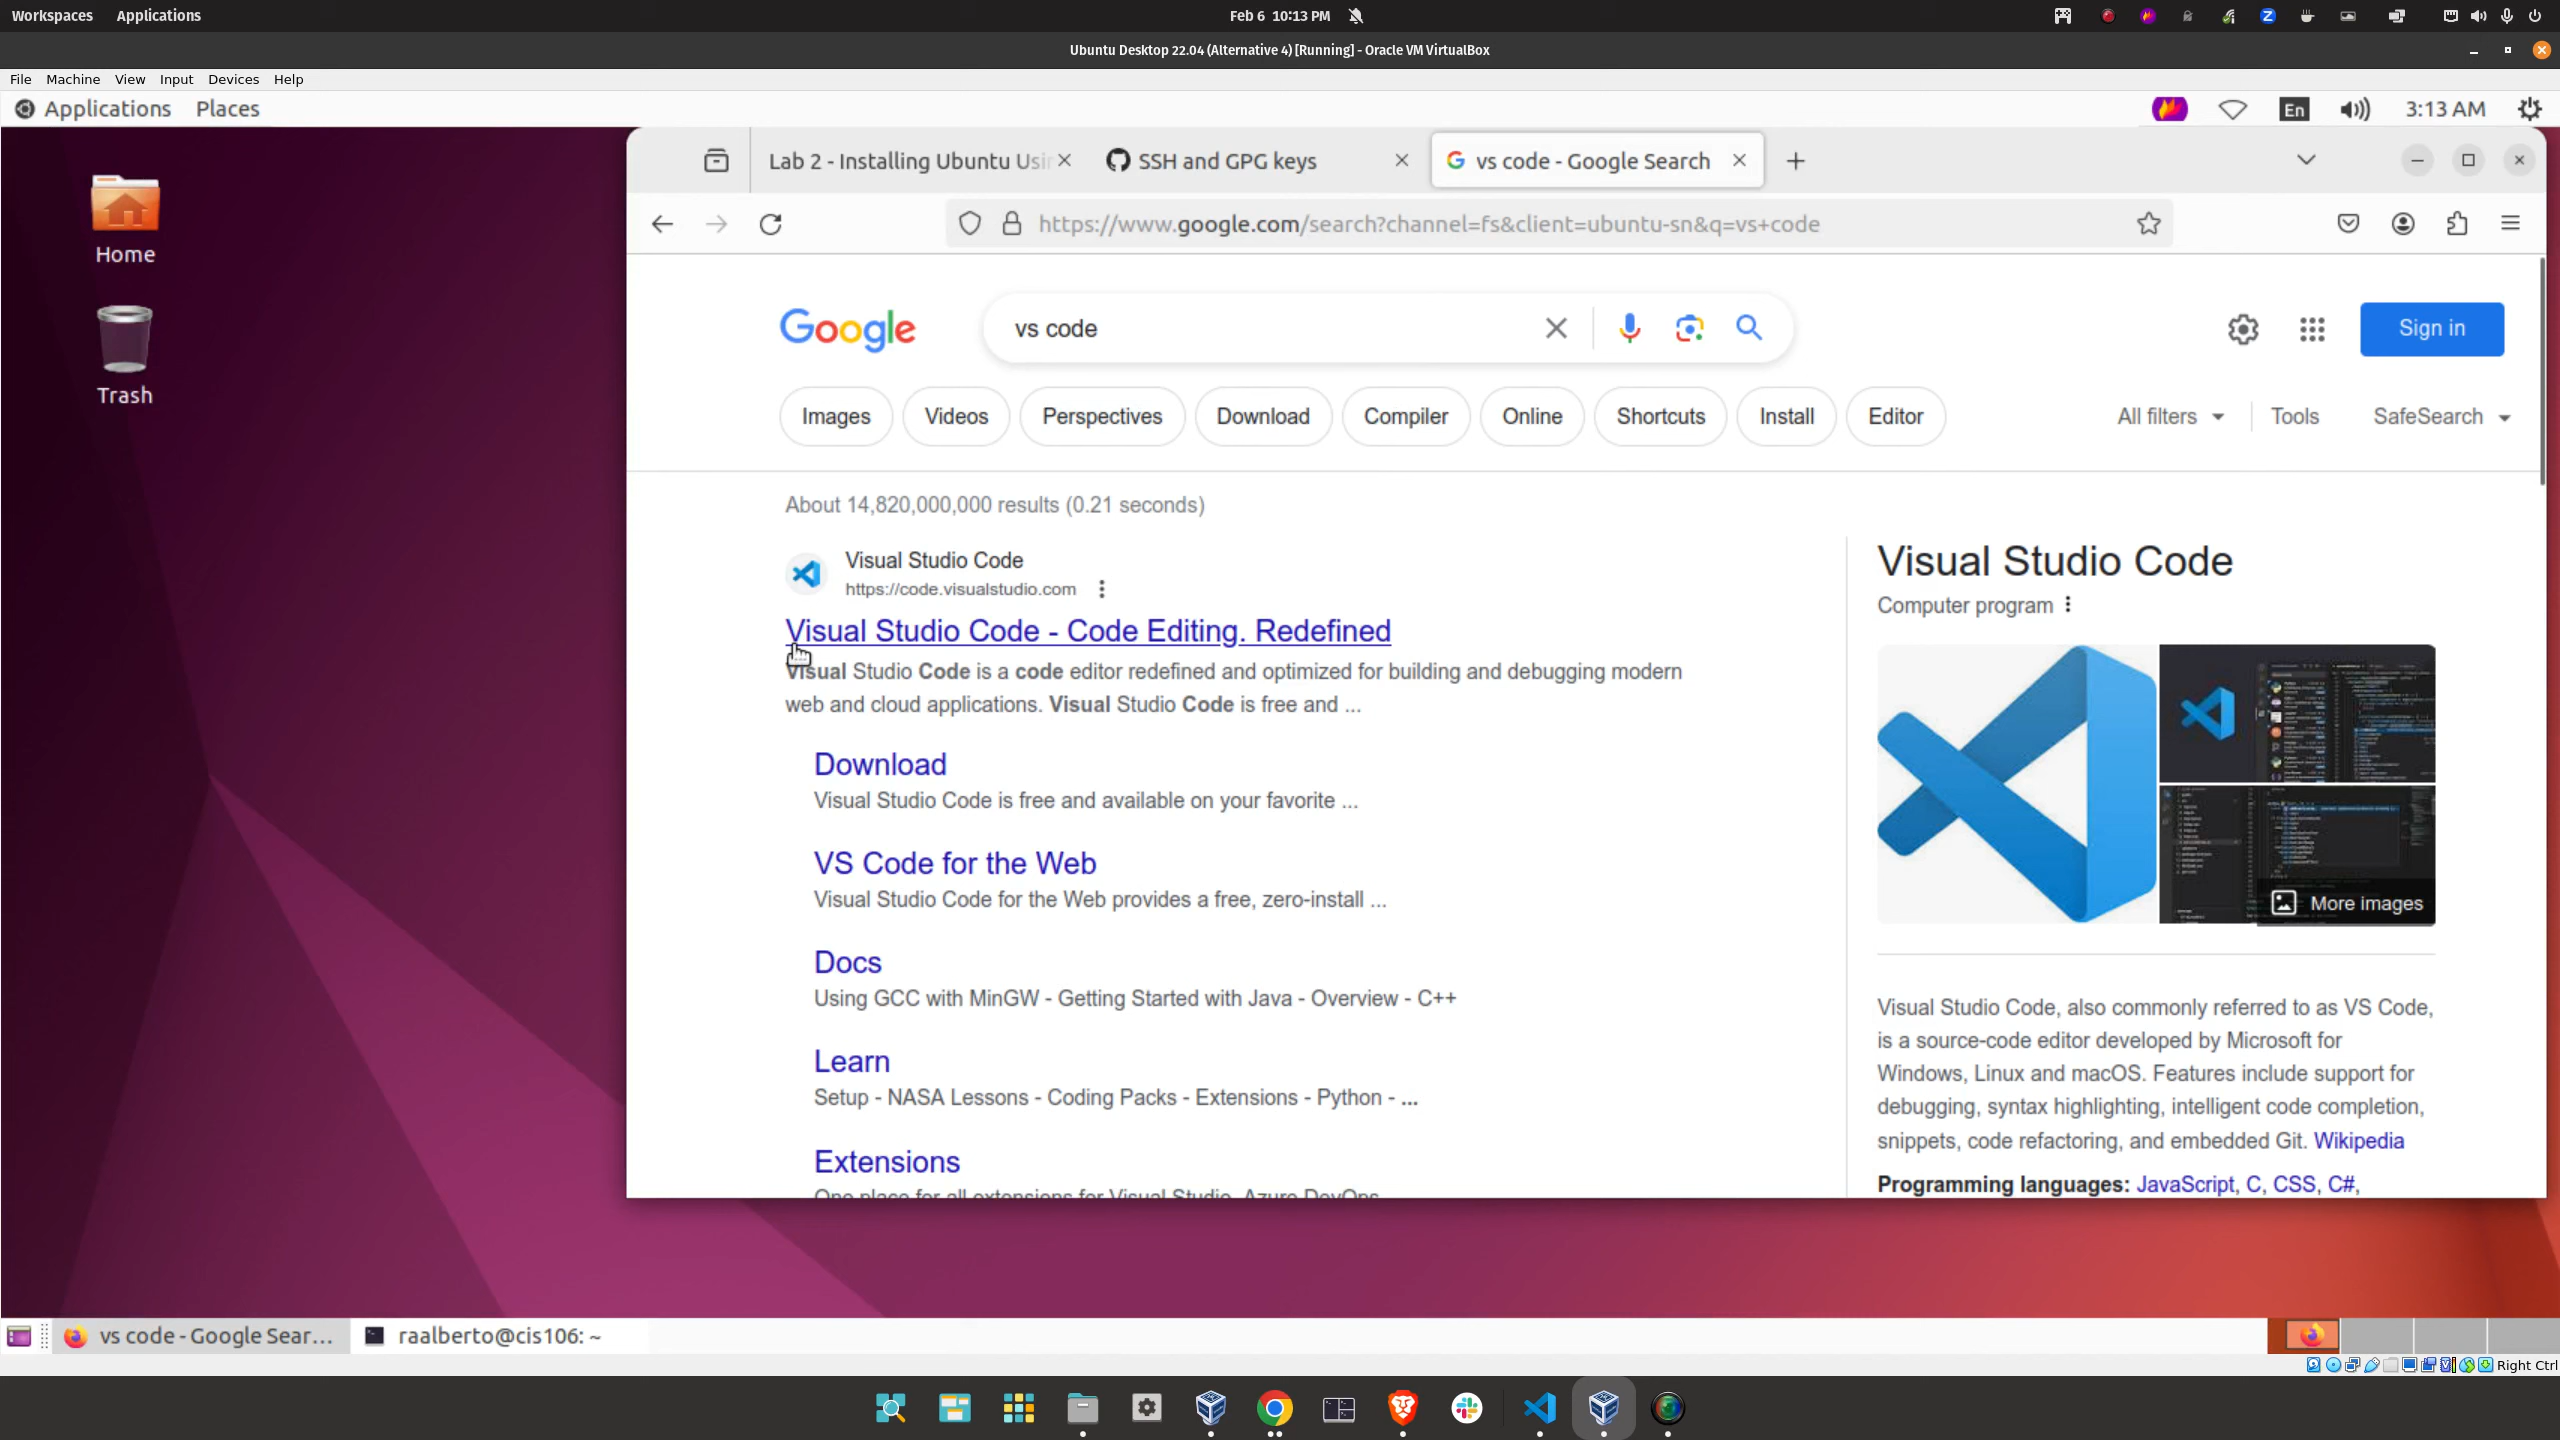 Workspaces Applications Feb 6 10:13 PM
Ubuntu Desktop 22.04 (Alternative 4) [Running] - Oracle VM VirtualBox
File Machine View Input Devices Help
Applications Places En 3:13 AM
Lab 2 - Installing Ubuntu Usi SSH and GPG keys vs code - Google Search
https://www.google.com/search?channel=fs&client=ubuntu-sn&q=vs+code
Home
Trash
Google vs code Sign in
Images Videos Perspectives Download Compiler Online Shortcuts Install Editor All filters Tools SafeSearch
About 14,820,000,000 results (0.21 seconds)
Visual Studio Code
https://code.visualstudio.com
Visual Studio Code - Code Editing. Redefined
Visual Studio Code is a code editor redefined and optimized for building and debugging modern
web and cloud applications. Visual Studio Code is free and ...
Download
Visual Studio Code is free and available on your favorite ...
VS Code for the Web
Visual Studio Code for the Web provides a free, zero-install ...
Docs
Using GCC with MinGW - Getting Started with Java - Overview - C++
Learn
Setup - NASA Lessons - Coding Packs - Extensions - Python - ...
Extensions
One place for all extensions for Visual Studio, Azure DevOps
Visual Studio Code
Computer program
More images
Visual Studio Code, also commonly referred to as VS Code,
is a source-code editor developed by Microsoft for
Windows, Linux and macOS. Features include support for
debugging, syntax highlighting, intelligent code completion,
snippets, code refactoring, and embedded Git. Wikipedia
Programming languages: JavaScript, C, CSS, C#,
vs code - Google Sear... raalberto@cis106: ~
Right Ctrl